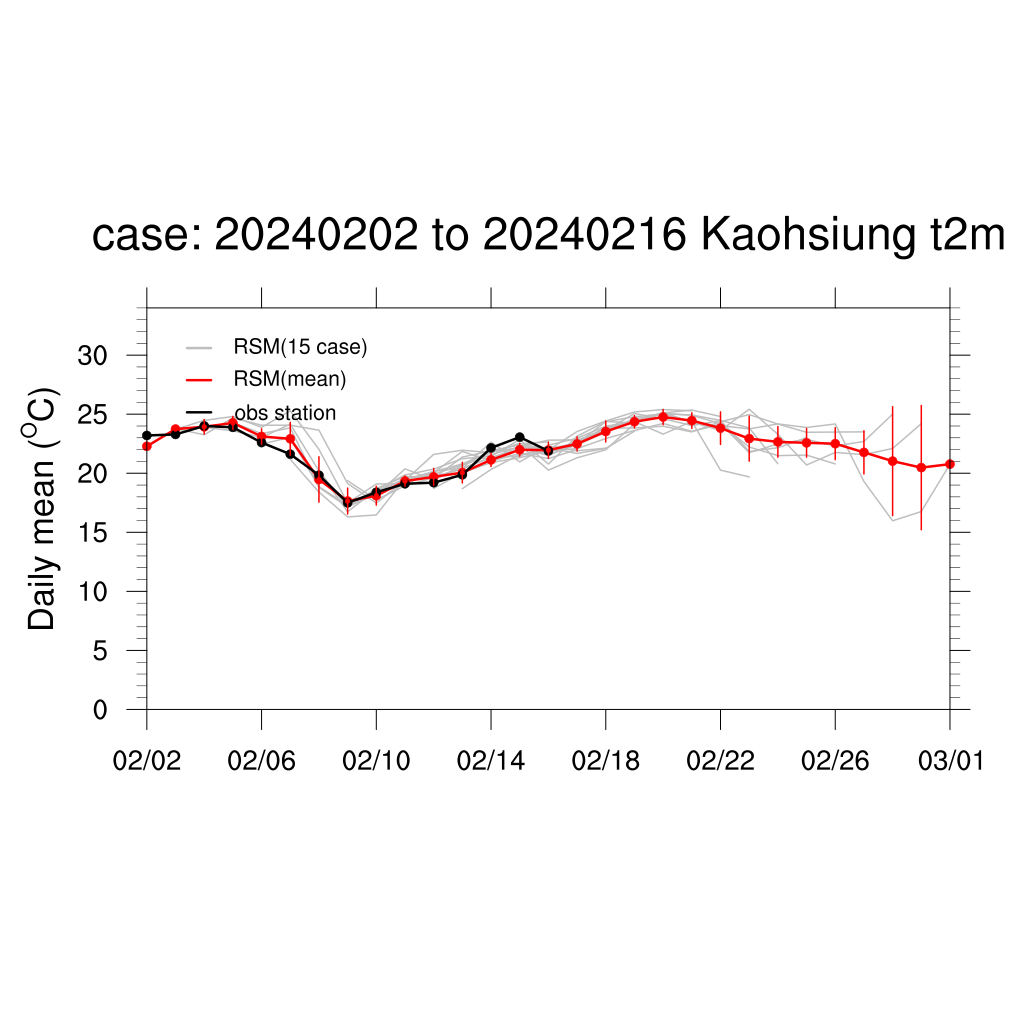 case: 20240202 to 20240216 Kaohsiung t2m
RSM(15 case)
RSM(mean)
obs station
Daily mean (°C)
30
25
20
15
10
5
0
02/02 02/06 02/10 02/14 02/18 02/22 02/26 03/01